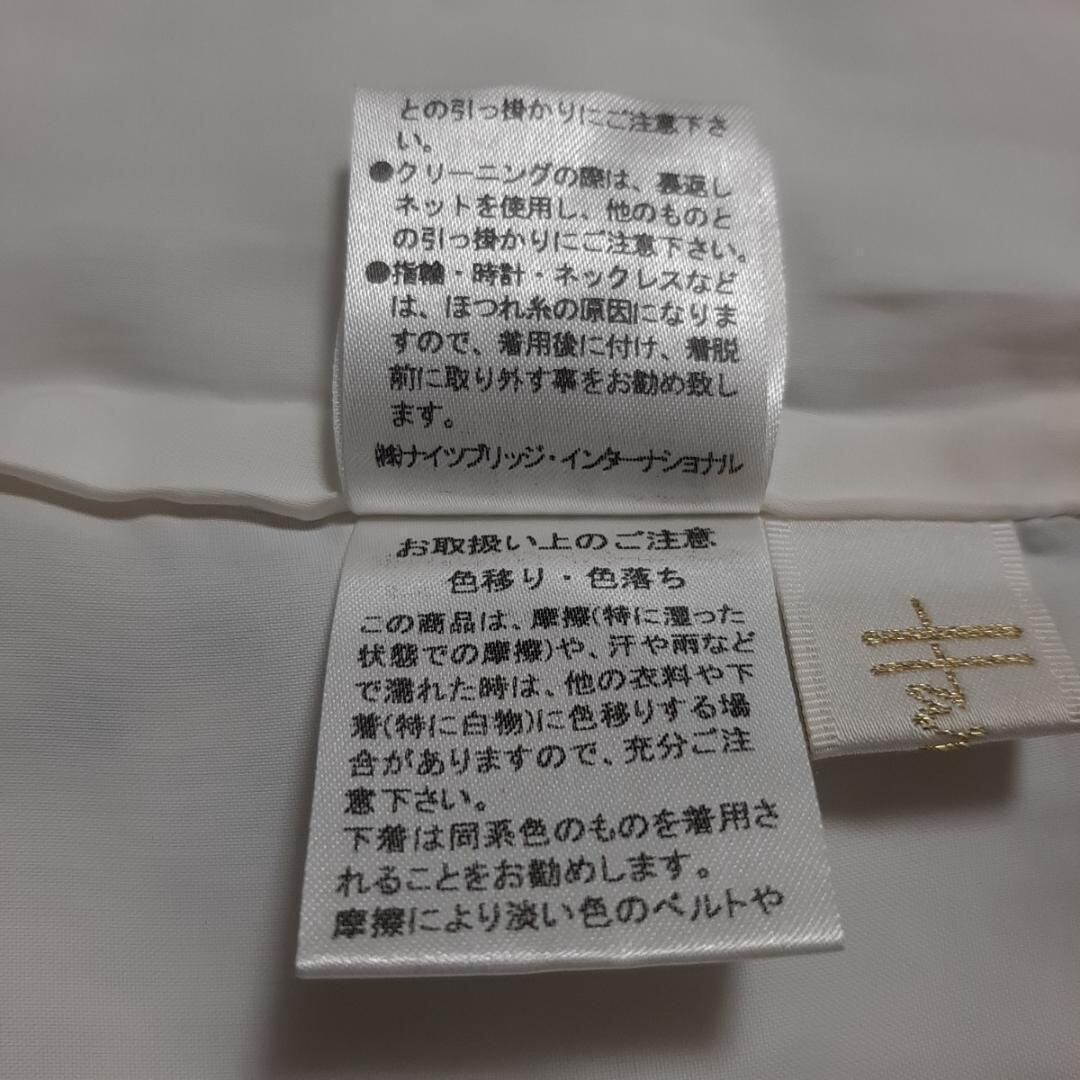 との引っ掛かりにご注意下さ
い。
●クリーニングの際は、裏返し
ネットを使用し、他のものと
の引っ掛かりにご注意下さい。
●指輪・時計・ネックレスなど
は、ほつれ糸の原因になりま
すので、着用後に付け、着脱
前に取り外す事をお勧め致し
ます。
㈱ナイツブリッジ・インターナショナル
お取扱い上のご注意
色移り・色落ち
この商品は、摩擦(特に湿った
状態での摩擦)や、汗や雨など
で濡れた時は、他の衣料や下
着(特に白物)に色移りする場
合がありますので、充分ご注
意下さい。
下着は同系色のものを着用さ
れることをお勧めします。
摩擦により淡い色のベルトや